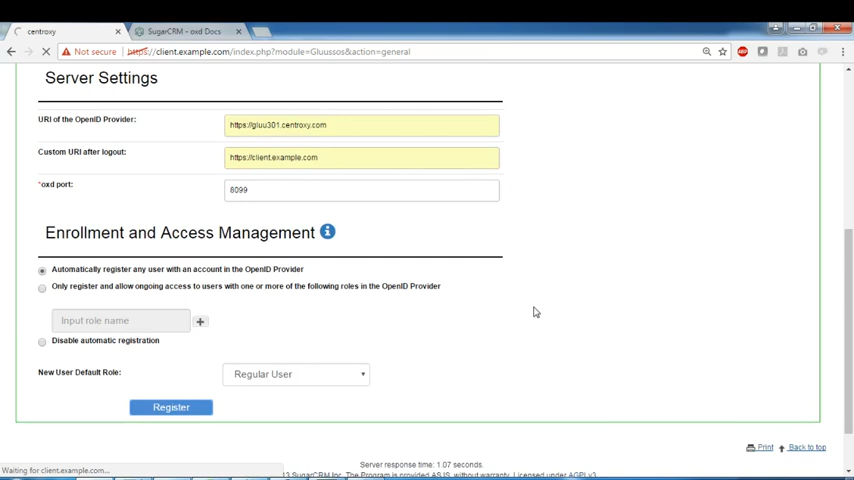 centroxy
SugarCRM - oxd Docs
Not secure https://client.example.com/index.php?module=Gluussos&action=general
ABP
Server Settings
URI of the OpenID Provider: https://gluu301.centroxy.com
Custom URI after logout: https://client.example.com
*oxd port: 8099
Enrollment and Access Management
Automatically register any user with an account in the OpenID Provider
Only register and allow ongoing access to users with one or more of the following roles in the OpenID Provider
Input role name
Disable automatic registration
New User Default Role: Regular User
Register
Print Back to top
Server response time: 1.07 seconds.
Waiting for client.example.com...
13 SugarCRM Inc. The Program is provided AS IS, without warranty. Licensed under AGPLv3.